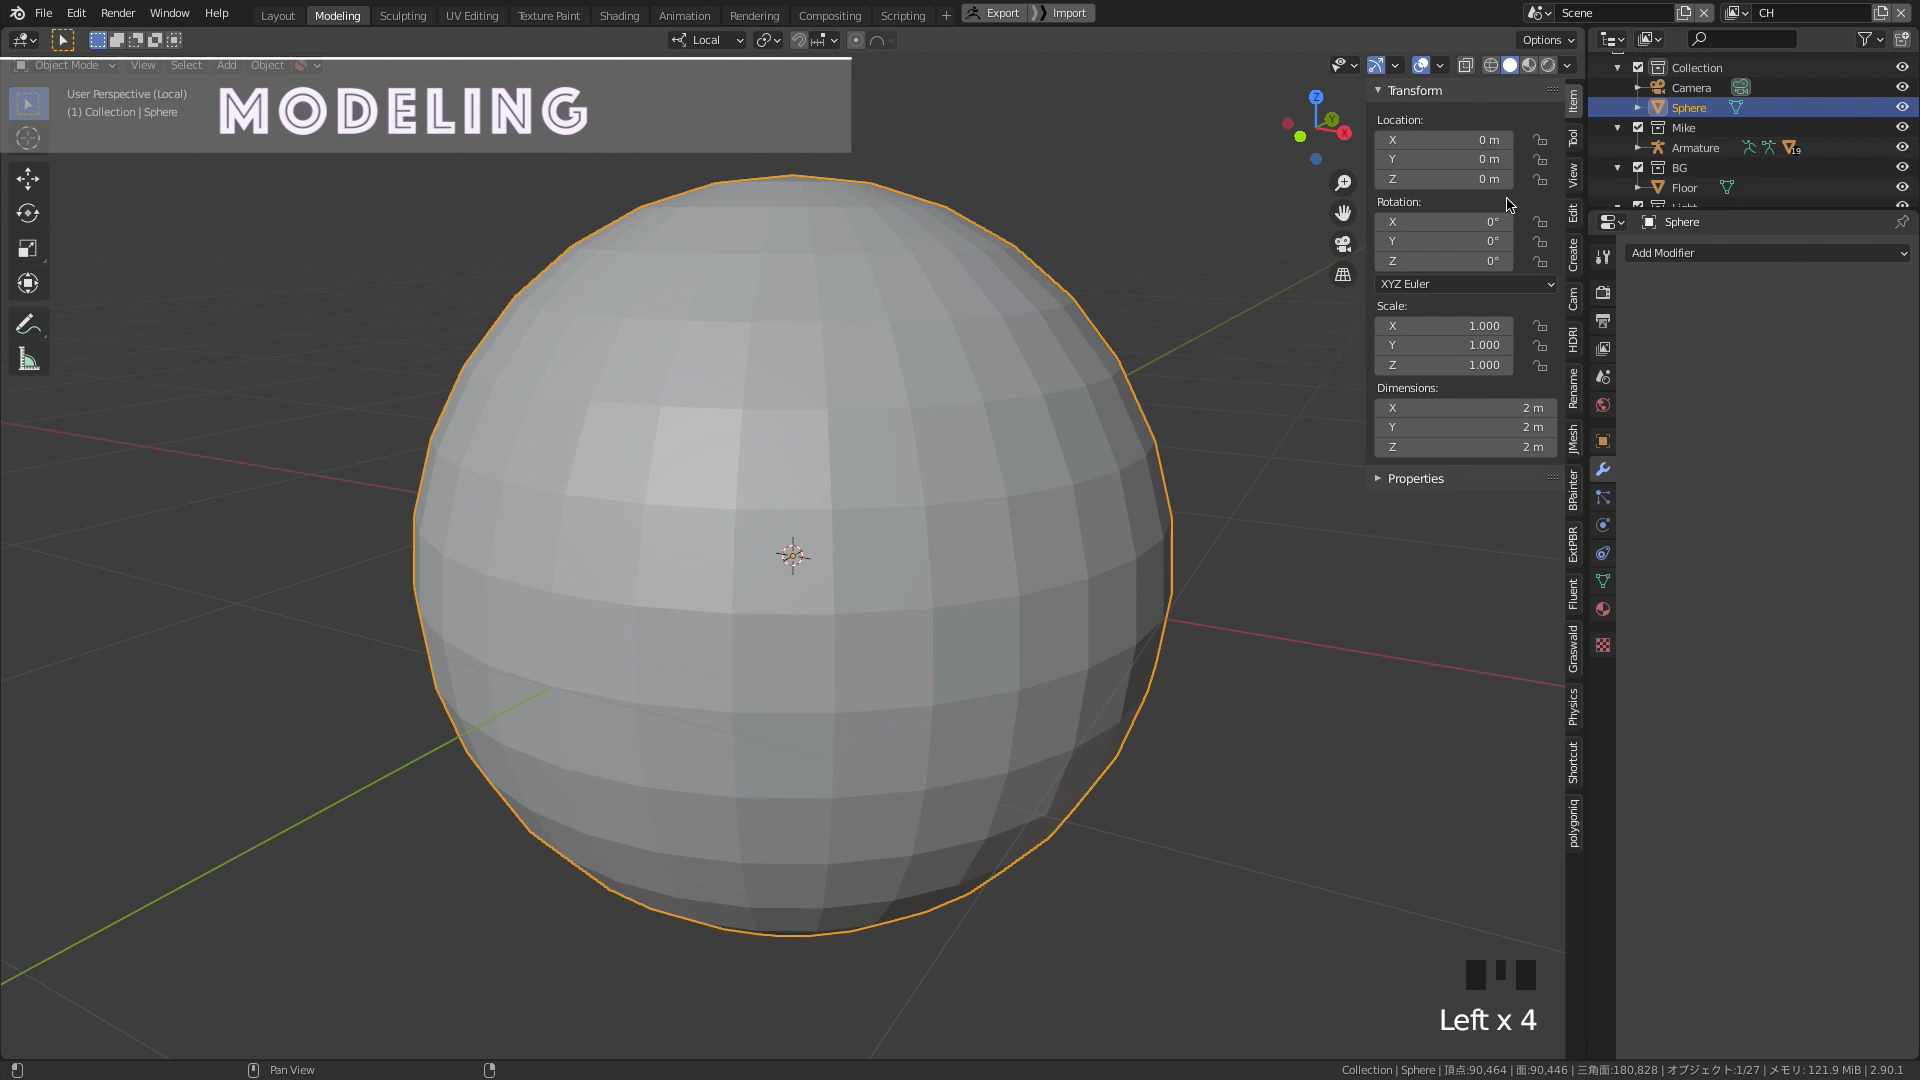 File Edit Render Window Help Layout Modeling Sculpting UV Editing Texture Paint Shading Animation Rendering Compositing Scripting + Export Import Scene CH
Local Options
Object Mode View Select Add Object
User Perspective (Local)
(1) Collection | Sphere
MODELING
Z
Y
X
Transform
Location:
X 0 m
Y 0 m
Z 0 m
Rotation:
X 0°
Y 0°
Z 0°
XYZ Euler
Scale:
X 1.000
Y 1.000
Z 1.000
Dimensions:
X 2 m
Y 2 m
Z 2 m
Properties
Item
Tool
View
Edit
Create
Cam
HDRI
Rename
JMesh
BPainter
ExtPBR
Fluent
Graswald
Physics
Shortcut
polygoniq
Collection
Camera
Sphere
Mike
Armature 19
BG
Floor
Sphere
Add Modifier
Left x 4
Pan View
Collection | Sphere | 頂点:90,464 | 面:90,446 | 三角面:180,828 | オブジェクト:1/27 | メモリ: 121.9 MiB | 2.90.1